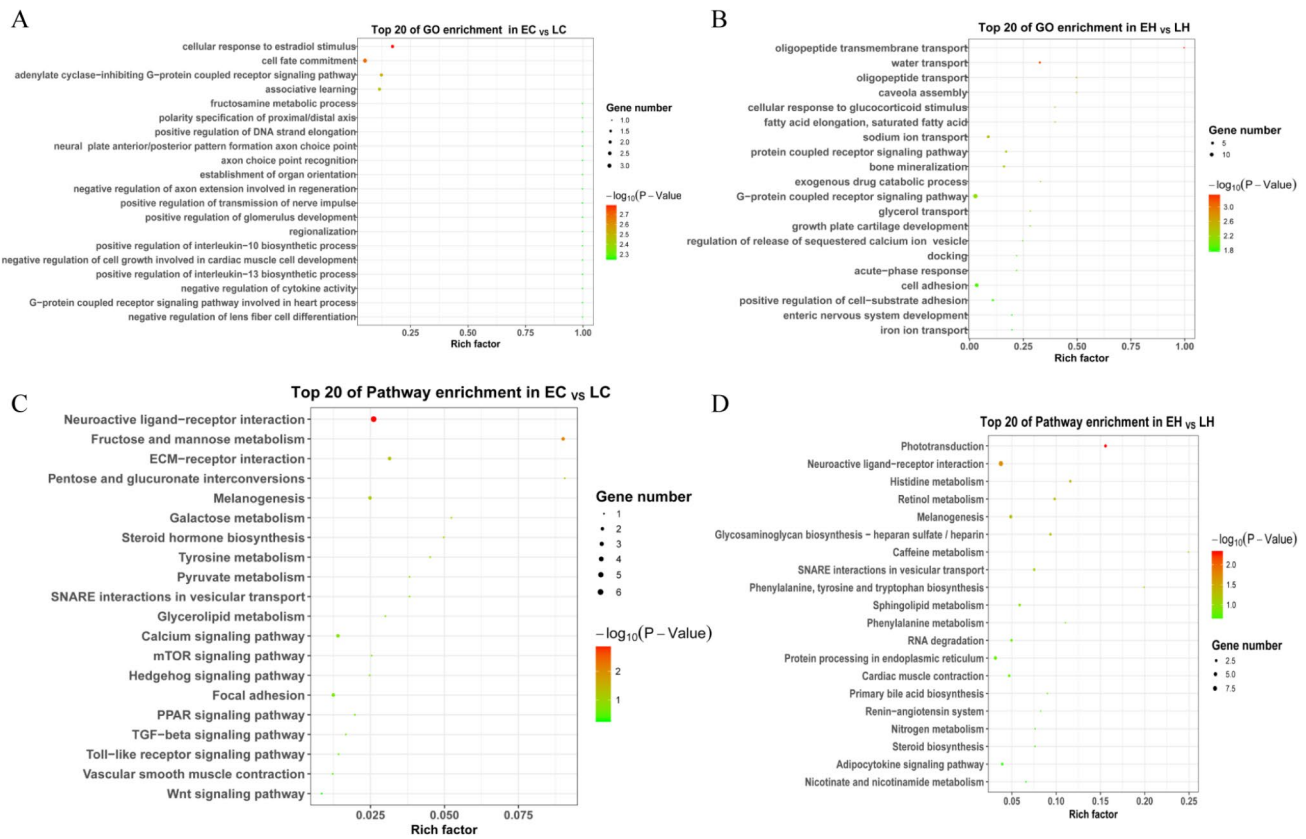 A
Top 20 of GO enrichment in EC vs LC
cellular response to estradiol stimulus
cell fate commitment
adenylate cyclase−inhibiting G−protein coupled receptor signaling pathway
associative learning
fructosamine metabolic process
polarity specification of proximal/distal axis
positive regulation of DNA strand elongation
neural plate anterior/posterior pattern formation axon choice point
axon choice point recognition
establishment of organ orientation
negative regulation of axon extension involved in regeneration
positive regulation of transmission of nerve impulse
positive regulation of glomerulus development
regionalization
positive regulation of interleukin−10 biosynthetic process
negative regulation of cell growth involved in cardiac muscle cell development
positive regulation of interleukin−13 biosynthetic process
negative regulation of cytokine activity
G−protein coupled receptor signaling pathway involved in heart process
negative regulation of lens fiber cell differentiation
0.25 0.50 0.75 1.00
Rich factor
Gene number
1.0
1.5
2.0
2.5
3.0
−log10(P−Value
2.7
2.6
2.5
2.4
2.3
B
Top 20 of GO enrichment in EH vs LH
oligopeptide transmembrane transport
water transport
oligopeptide transport
caveola assembly
cellular response to glucocorticoid stimulus
fatty acid elongation, saturated fatty acid
sodium ion transport
protein coupled receptor signaling pathway
bone mineralization
exogenous drug catabolic process
G−protein coupled receptor signaling pathway
glycerol transport
growth plate cartilage development
regulation of release of sequestered calcium ion vesicle
docking
acute−phase response
cell adhesion
positive regulation of cell−substrate adhesion
enteric nervous system development
iron ion transport
0.00 0.25 0.50 0.75 1.00
Rich factor
Gene number
5
10
−log10(P−Value)
3.0
2.6
2.2
1.8
C
Top 20 of Pathway enrichment in EC vs LC
Neuroactive ligand−receptor interaction
Fructose and mannose metabolism
ECM−receptor interaction
Pentose and glucuronate interconversions
Melanogenesis
Galactose metabolism
Steroid hormone biosynthesis
Tyrosine metabolism
Pyruvate metabolism
SNARE interactions in vesicular transport
Glycerolipid metabolism
Calcium signaling pathway
mTOR signaling pathway
Hedgehog signaling pathway
Focal adhesion
PPAR signaling pathway
TGF−beta signaling pathway
Toll−like receptor signaling pathway
Vascular smooth muscle contraction
Wnt signaling pathway
0.025 0.050 0.075
Rich factor
Gene number
1
2
3
4
5
6
−log10(P−Value)
2
1
D
Top 20 of Pathway enrichment in EH vs LH
Phototransduction
Neuroactive ligand−receptor interaction
Histidine metabolism
Retinol metabolism
Melanogenesis
Glycosaminoglycan biosynthesis − heparan sulfate / heparin
Caffeine metabolism
SNARE interactions in vesicular transport
Phenylalanine, tyrosine and tryptophan biosynthesis
Sphingolipid metabolism
Phenylalanine metabolism
RNA degradation
Protein processing in endoplasmic reticulum
Cardiac muscle contraction
Primary bile acid biosynthesis
Renin−angiotensin system
Nitrogen metabolism
Steroid biosynthesis
Adipocytokine signaling pathway
Nicotinate and nicotinamide metabolism
0.05 0.10 0.15 0.20 0.25
Rich factor
−log10(P−Value)
2.0
1.5
1.0
Gene number
2.5
5.0
7.5